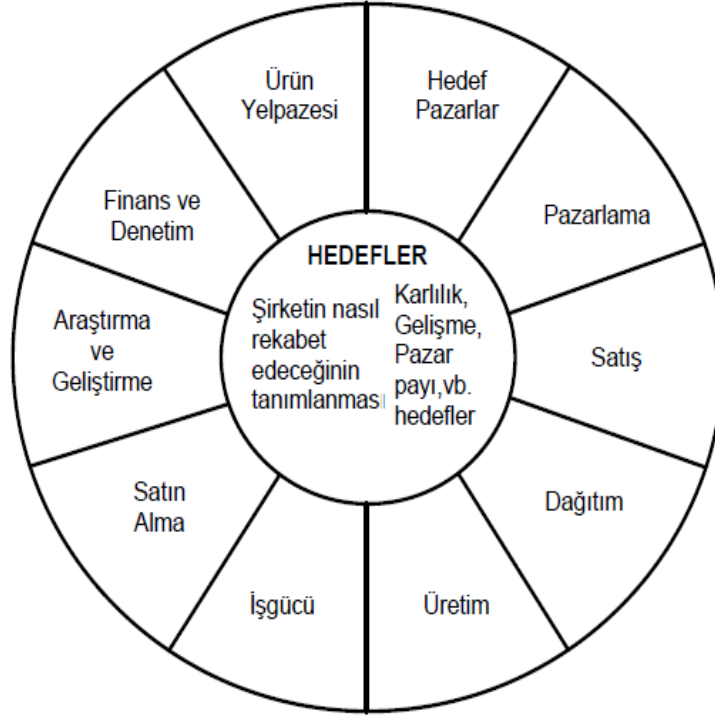 Ürün
Yelpazesi
Hedef
Pazarlar
Pazarlama
Satış
Dağıtım
Üretim
İşgücü
Satın
Alma
Araştırma
ve
Geliştirme
Finans ve
Denetim
HEDEFLER
Şirketin nasıl
rekabet
edeceğinin
tanımlanması
Karlılık,
Gelişme,
Pazar
payı,vb.
hedefler